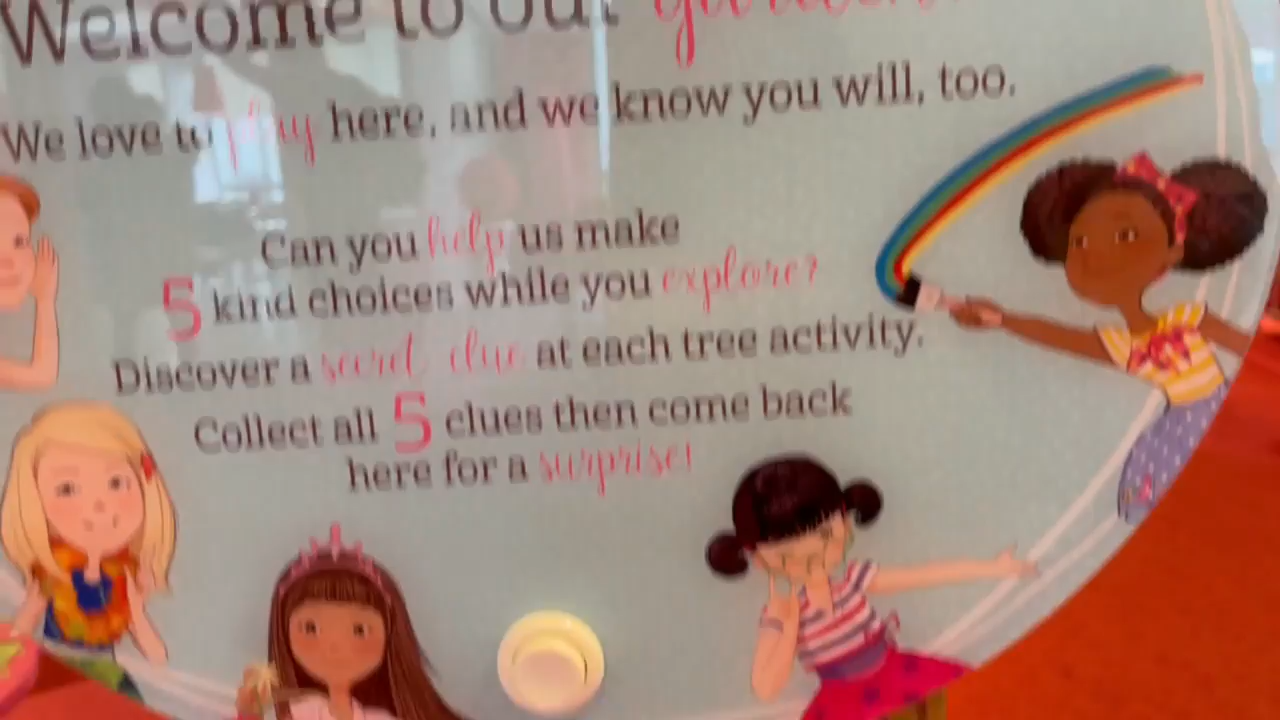 Welcome to our
We love to play here, and we know you will, too.
Can you help us make
5 kind choices while you explore?
Discover a secret clue at each tree activity.
Collect all 5 clues then come back
here for a surprise!